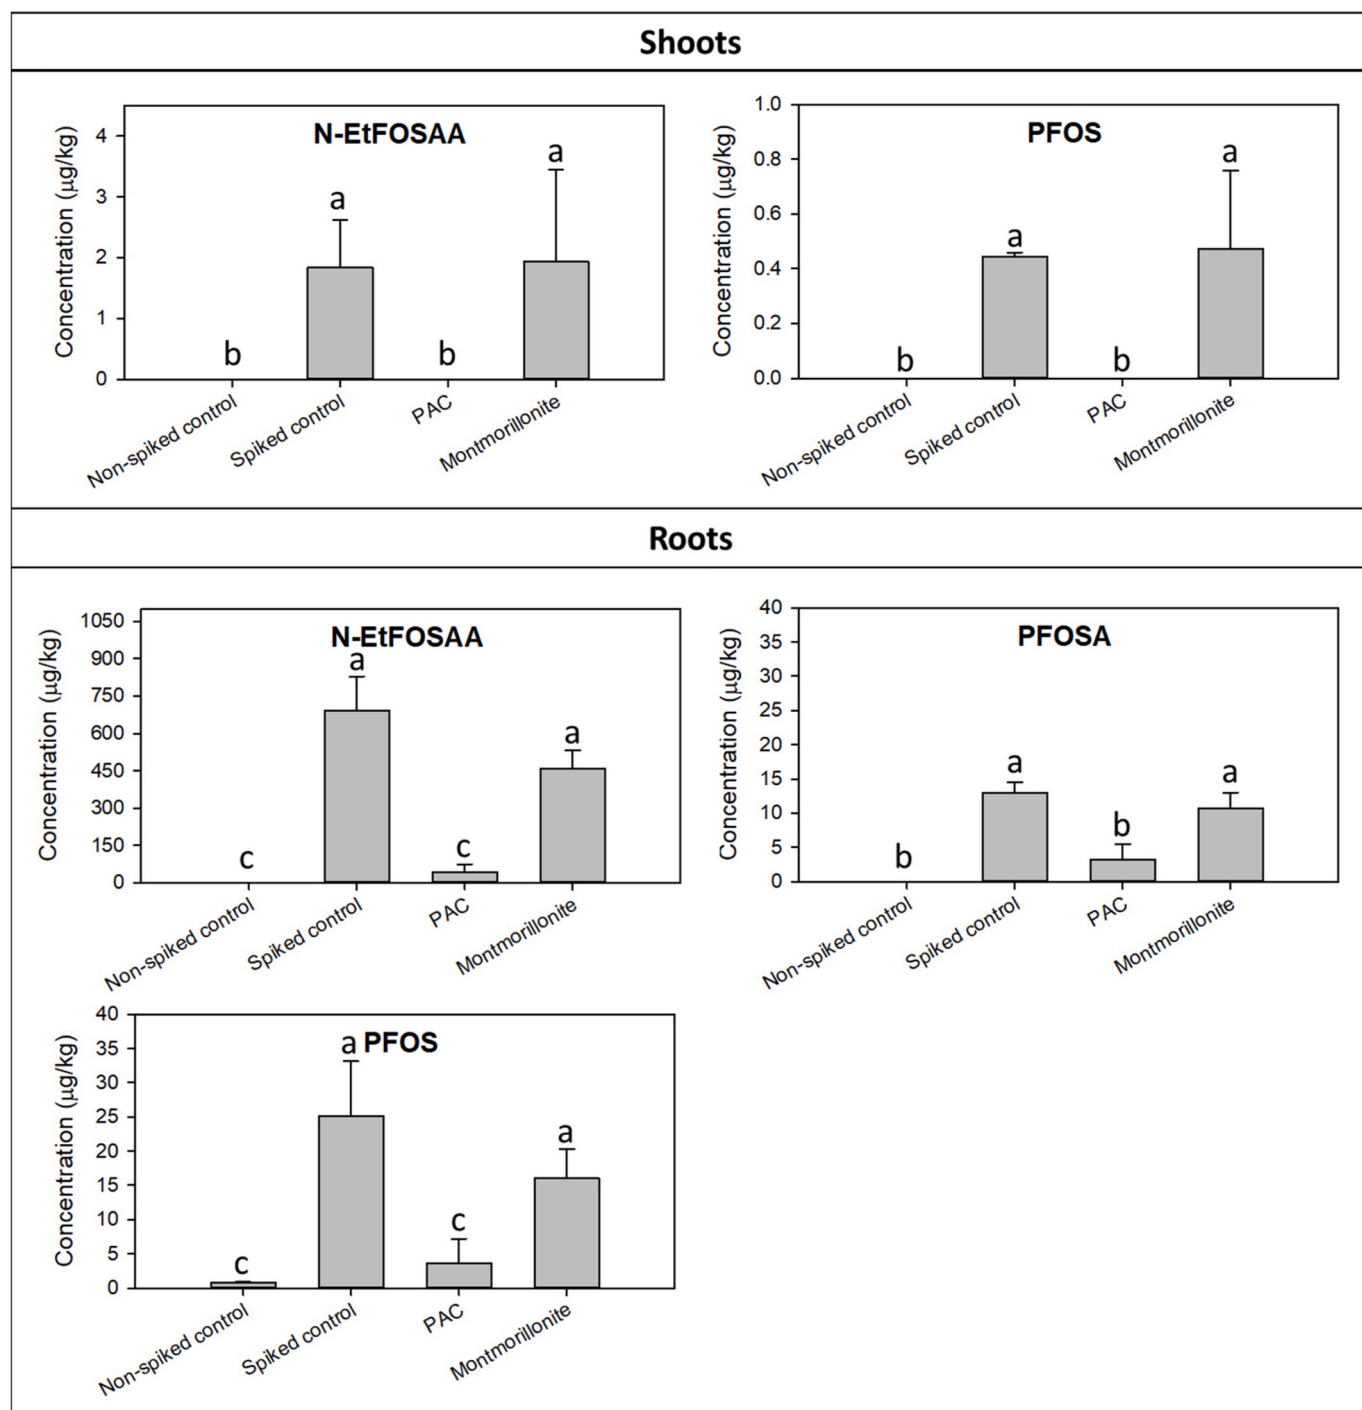 Shoots
N-EtFOSAA
Concentration (µg/kg)
4
3
2
1
0
b
a
b
a
Non-spiked control
Spiked control
PAC
Montmorillonite
PFOS
Concentration (µg/kg)
1.0
0.8
0.6
0.4
0.2
0.0
b
a
b
a
Non-spiked control
Spiked control
PAC
Montmorillonite
Roots
N-EtFOSAA
Concentration (µg/kg)
1050
900
750
600
450
300
150
0
c
a
c
a
Non-spiked control
Spiked control
PAC
Montmorillonite
PFOSA
Concentration (µg/kg)
40
35
30
25
20
15
10
5
0
b
a
b
a
Non-spiked control
Spiked control
PAC
Montmorillonite
PFOS
Concentration (µg/kg)
40
35
30
25
20
15
10
5
0
c
a
c
a
Non-spiked control
Spiked control
PAC
Montmorillonite